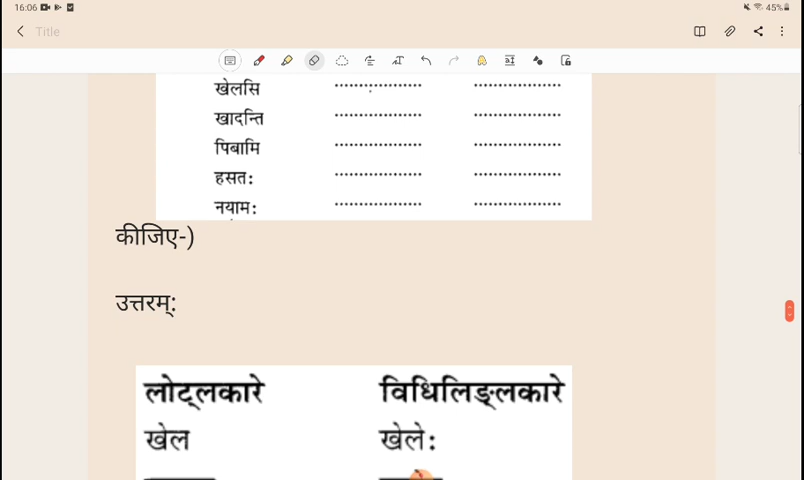 16:06 45%
Title
खेलसि .................. ..................
खादन्ति .................. ..................
पिबामि .................. ..................
हसतः .................. ..................
नयामः .................. ..................
कीजिए-)
उत्तरम्:
लोट्लकारे विधिलिङ्लकारे
खेल खेलेः